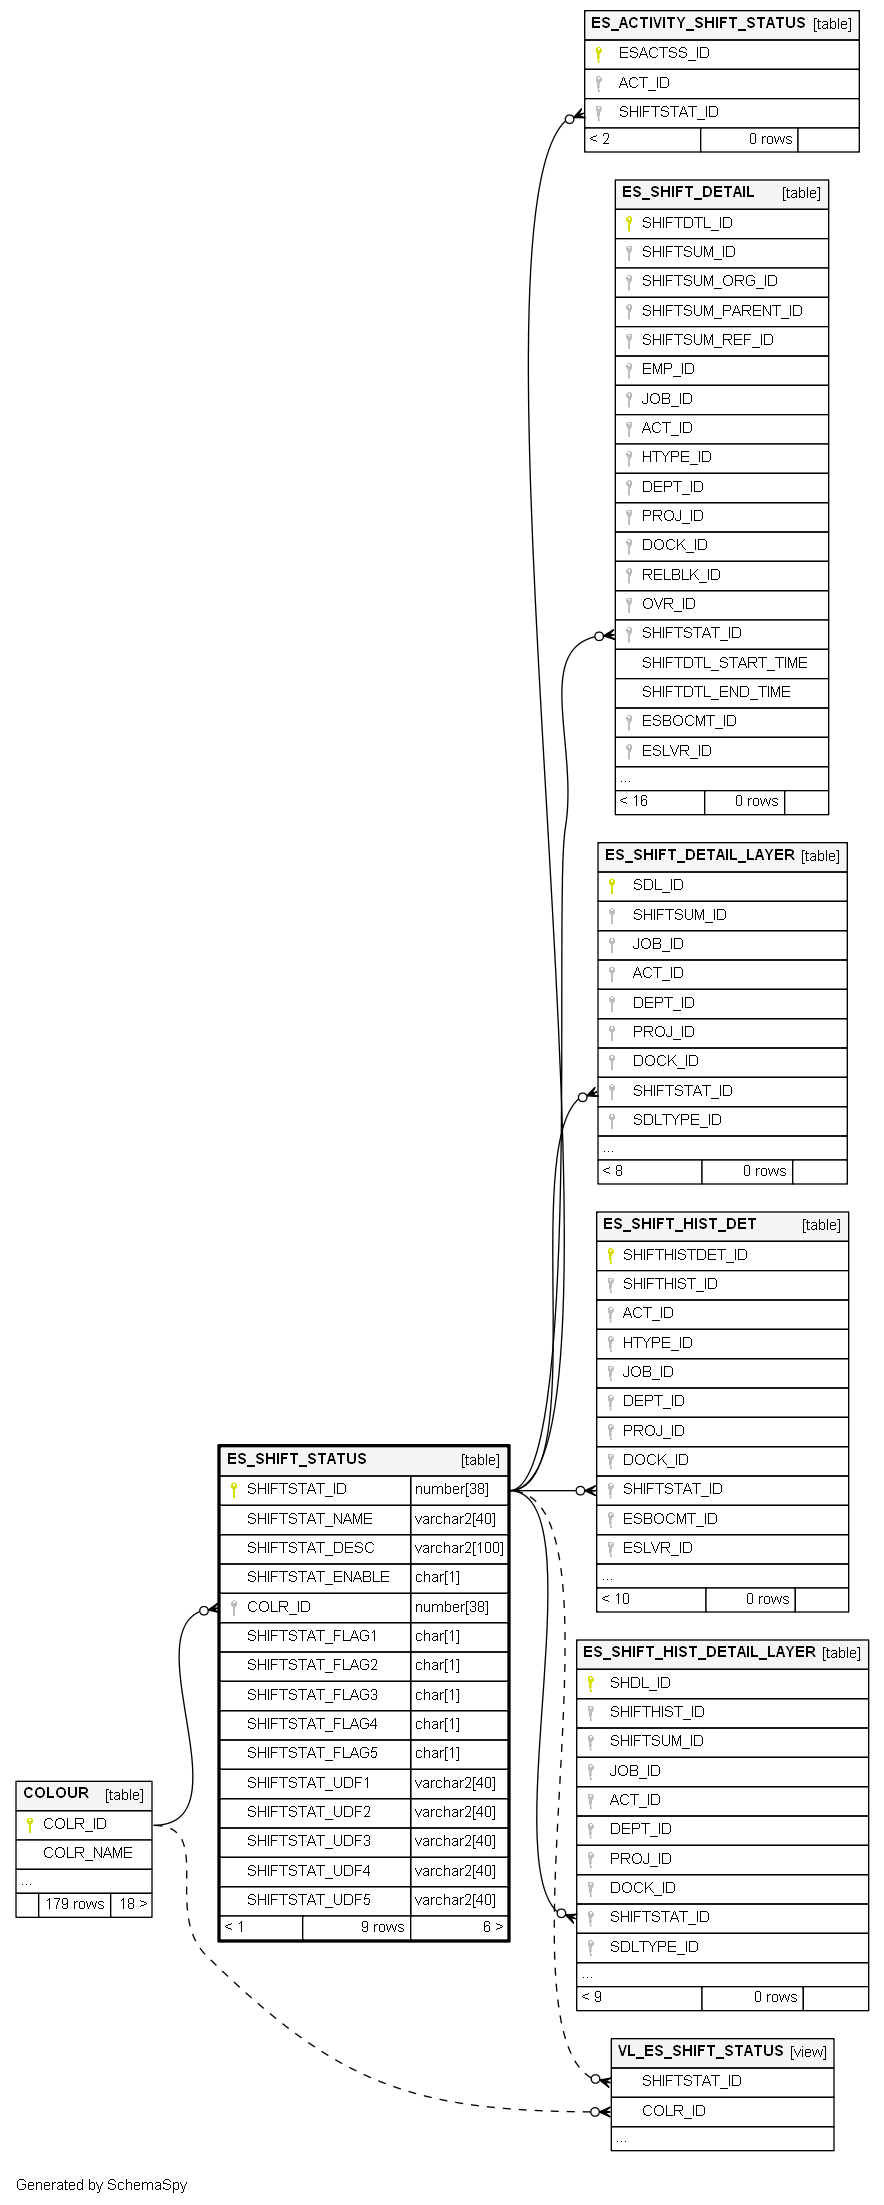 ES_ACTIVITY_SHIFT_STATUS [table]
ESACTSS_ID
ACT_ID
SHIFTSTAT_ID
< 2 0 rows
ES_SHIFT_DETAIL [table]
SHIFTDTL_ID
SHIFTSUM_ID
SHIFTSUM_ORG_ID
SHIFTSUM_PARENT_ID
SHIFTSUM_REF_ID
EMP_ID
JOB_ID
ACT_ID
HTYPE_ID
DEPT_ID
PROJ_ID
DOCK_ID
RELBLK_ID
OVR_ID
SHIFTSTAT_ID
SHIFTDTL_START_TIME
SHIFTDTL_END_TIME
ESBOCMT_ID
ESLVR_ID
...
< 16 0 rows
ES_SHIFT_DETAIL_LAYER [table]
SDL_ID
SHIFTSUM_ID
JOB_ID
ACT_ID
DEPT_ID
PROJ_ID
DOCK_ID
SHIFTSTAT_ID
SDLTYPE_ID
...
< 8 0 rows
ES_SHIFT_HIST_DET [table]
SHIFTHISTDET_ID
SHIFTHIST_ID
ACT_ID
HTYPE_ID
JOB_ID
DEPT_ID
PROJ_ID
DOCK_ID
SHIFTSTAT_ID
ESBOCMT_ID
ESLVR_ID
...
< 10 0 rows
ES_SHIFT_STATUS [table]
SHIFTSTAT_ID number[38]
SHIFTSTAT_NAME varchar2[40]
SHIFTSTAT_DESC varchar2[100]
SHIFTSTAT_ENABLE char[1]
COLR_ID number[38]
SHIFTSTAT_FLAG1 char[1]
SHIFTSTAT_FLAG2 char[1]
SHIFTSTAT_FLAG3 char[1]
SHIFTSTAT_FLAG4 char[1]
SHIFTSTAT_FLAG5 char[1]
SHIFTSTAT_UDF1 varchar2[40]
SHIFTSTAT_UDF2 varchar2[40]
SHIFTSTAT_UDF3 varchar2[40]
SHIFTSTAT_UDF4 varchar2[40]
SHIFTSTAT_UDF5 varchar2[40]
< 1 9 rows 6 >
ES_SHIFT_HIST_DETAIL_LAYER [table]
SHDL_ID
SHIFTHIST_ID
SHIFTSUM_ID
JOB_ID
ACT_ID
DEPT_ID
PROJ_ID
DOCK_ID
SHIFTSTAT_ID
SDLTYPE_ID
...
< 9 0 rows
COLOUR [table]
COLR_ID
COLR_NAME
...
179 rows 18 >
VL_ES_SHIFT_STATUS [view]
SHIFTSTAT_ID
COLR_ID
...
Generated by SchemaSpy